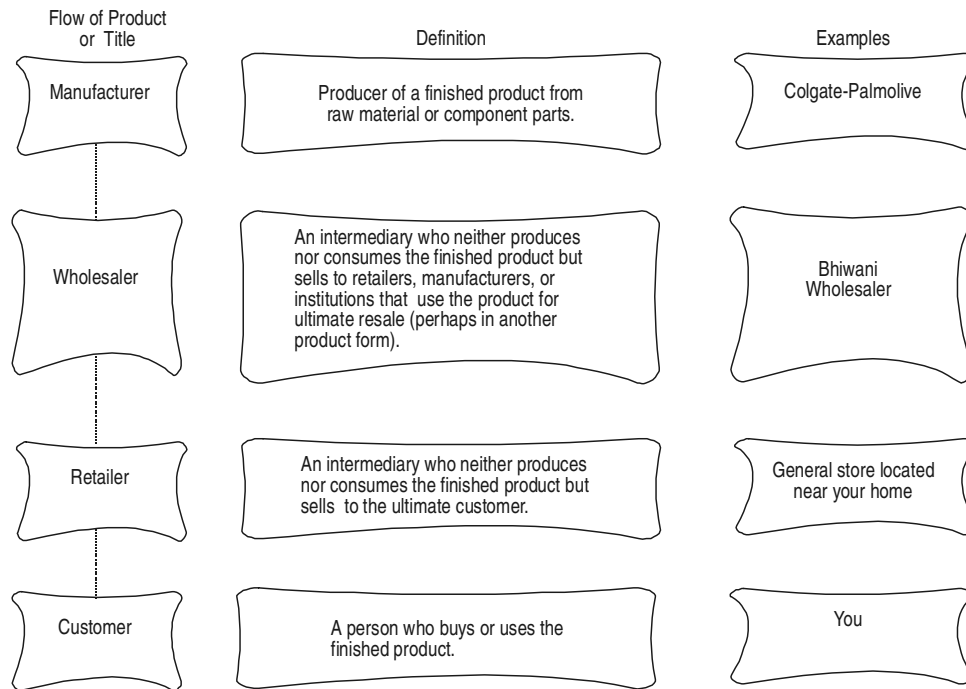 Flow of Product
or Title
Definition
Examples
Manufacturer
Producer of a finished product from
raw material or component parts.
Colgate-Palmolive
Wholesaler
An intermediary who neither produces
nor consumes the finished product but
sells to retailers, manufacturers, or
institutions that use the product for
ultimate resale (perhaps in another
product form).
Bhiwani
Wholesaler
Retailer
An intermediary who neither produces
nor consumes the finished product but
sells to the ultimate customer.
General store located
near your home
Customer
A person who buys or uses the
finished product.
You